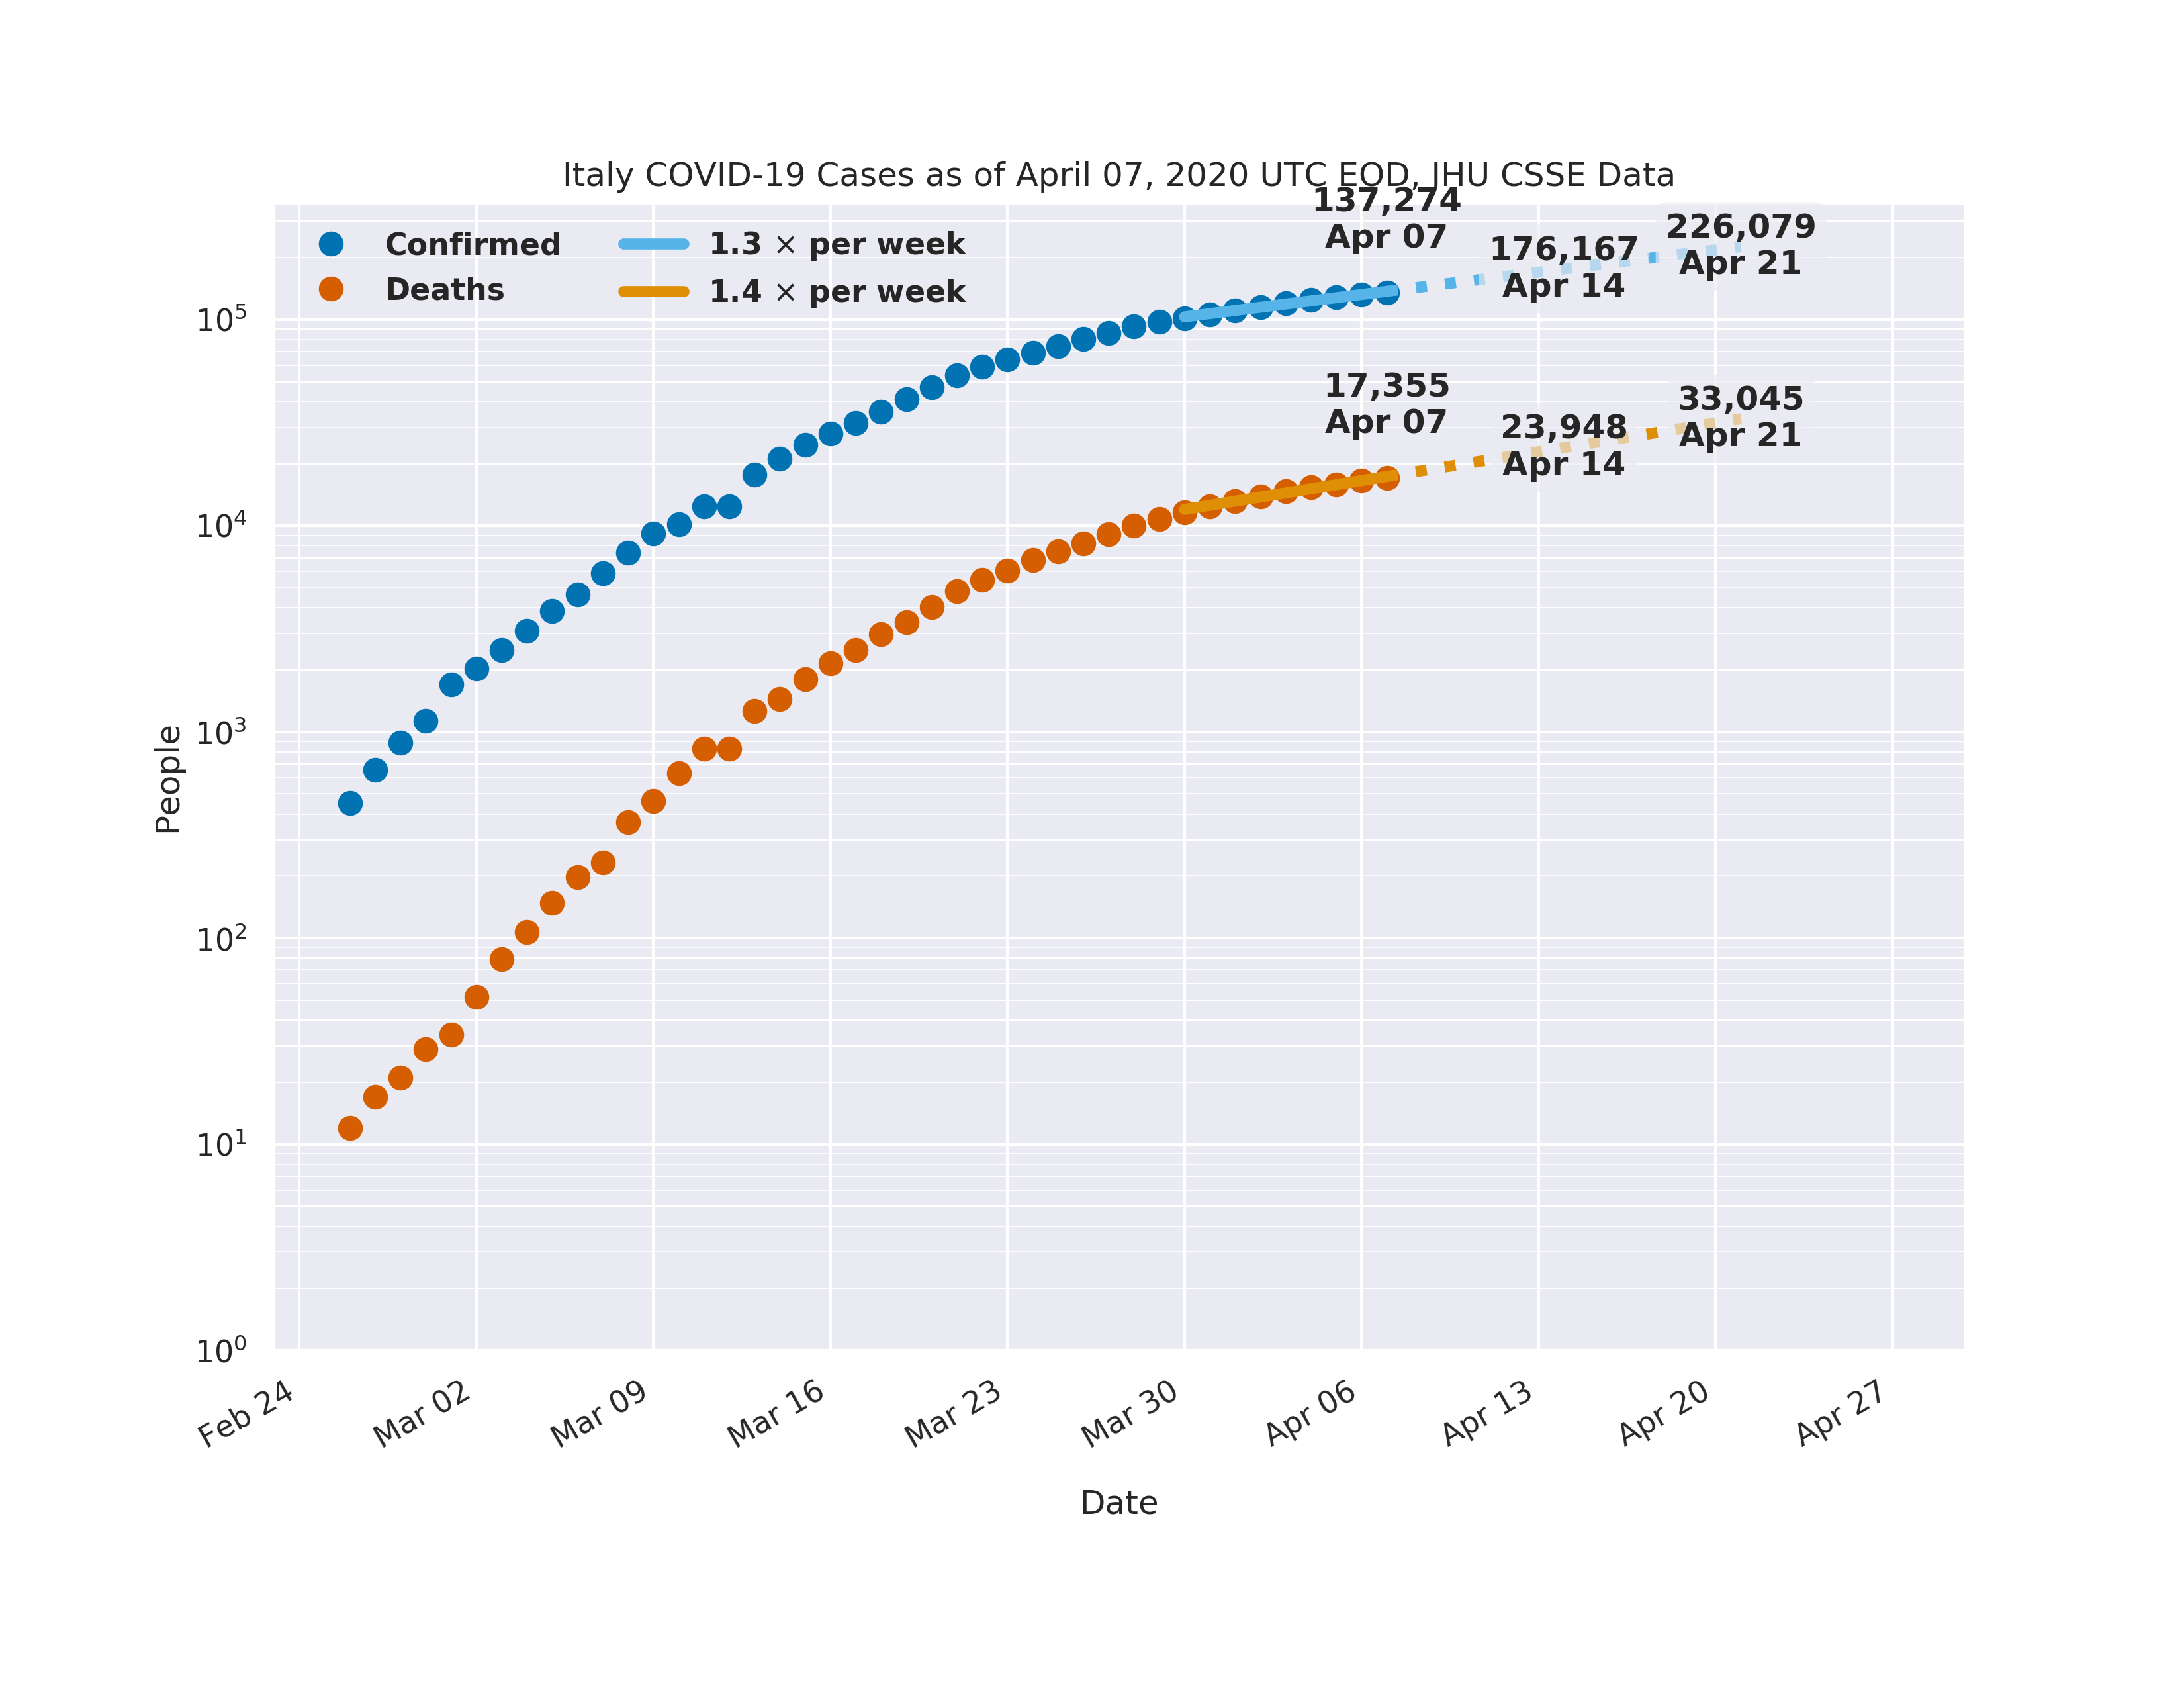 Italy COVID-19 Cases as of April 07, 2020 UTC EOD, JHU CSSE Data
137,274
Apr 07
176,167
Apr 14
226,079
Apr 21
Confirmed
Deaths
1.3 × per week
1.4 × per week
17,355
Apr 07
23,948
Apr 14
33,045
Apr 21
People
10⁵
10⁴
10³
10²
10¹
10⁰
Feb 24
Mar 02
Mar 09
Mar 16
Mar 23
Mar 30
Apr 06
Apr 13
Apr 20
Apr 27
Date